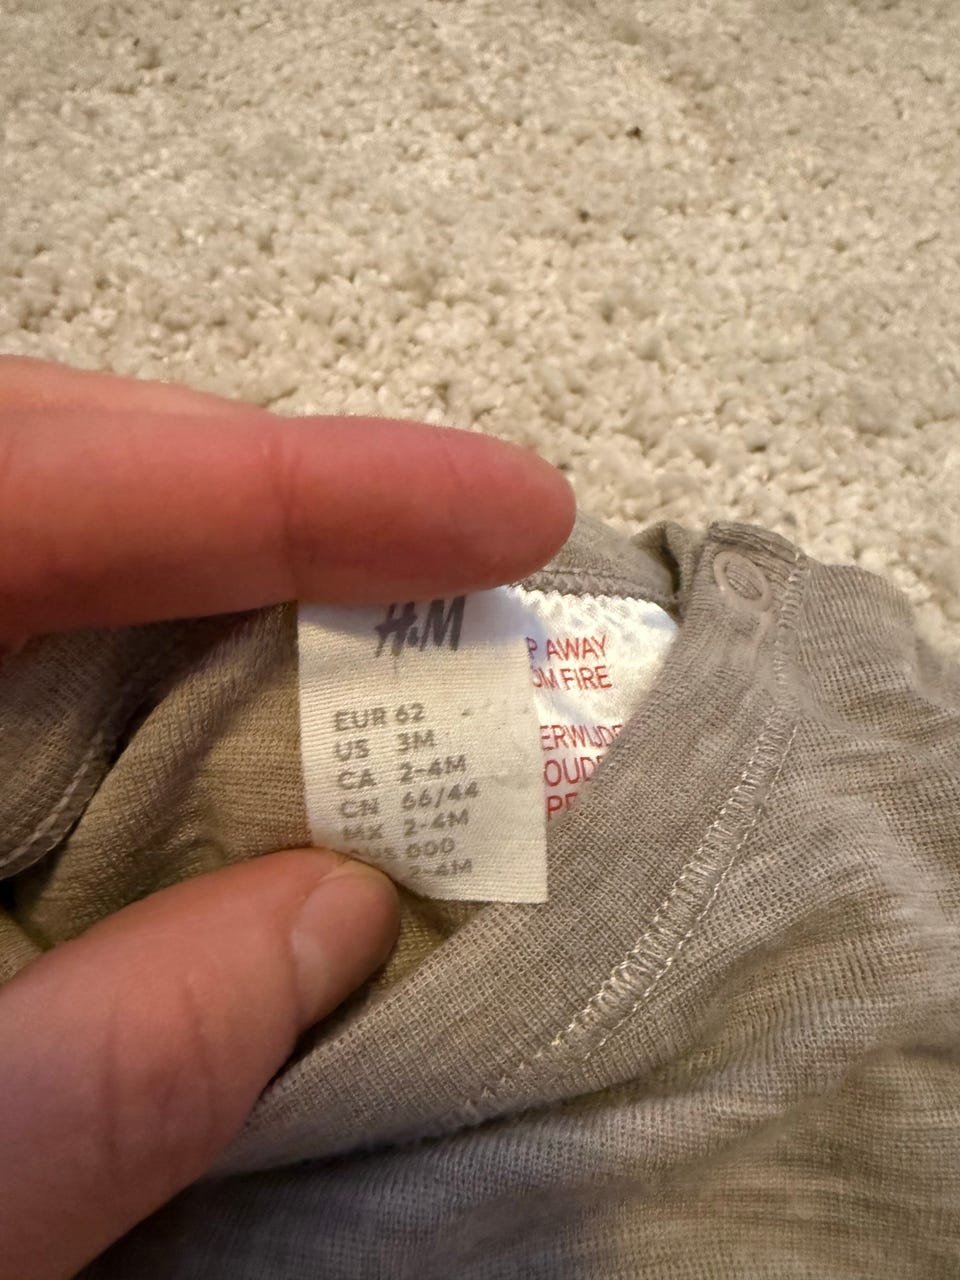 H&M
EUR 62
US 3M
CA 2-4M
CN 66/44
MX 2-4M
000
2-4M
P AWAY
OM FIRE
ERWIJDE
OUDE
PE